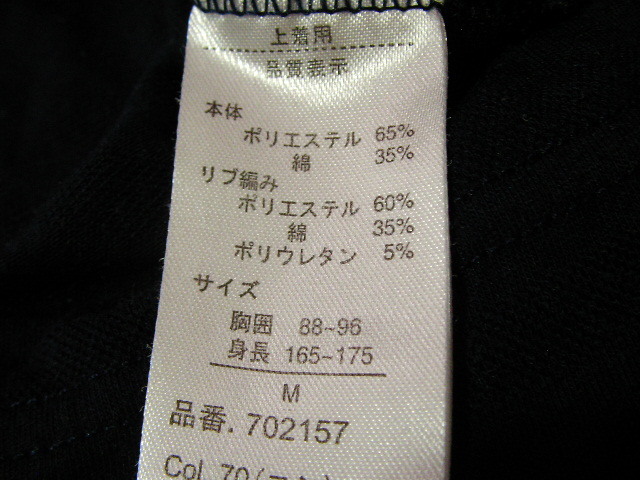 上着用
品質表示
本体
ポリエステル 65%
綿 35%
リブ編み
ポリエステル 60%
綿 35%
ポリウレタン 5%
サイズ
胸囲 88~96
身長 165~175
M
品番. 702157
Col. 70(